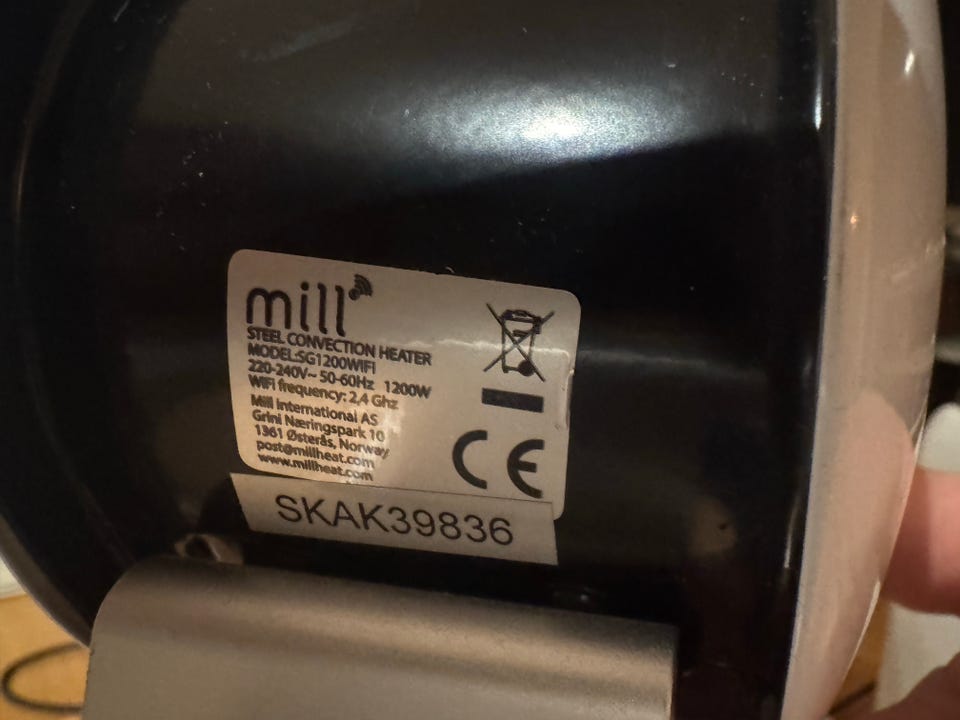 mill
STEEL CONVECTION HEATER
MODEL:SG1200WIFI
220-240V~ 50-60Hz 1200W
WiFi frequency: 2,4 Ghz
Mill International AS
Grini Næringspark 10
1361 Østerås, Norway
post@millheat.com
www.millheat.com
CE
SKAK39836